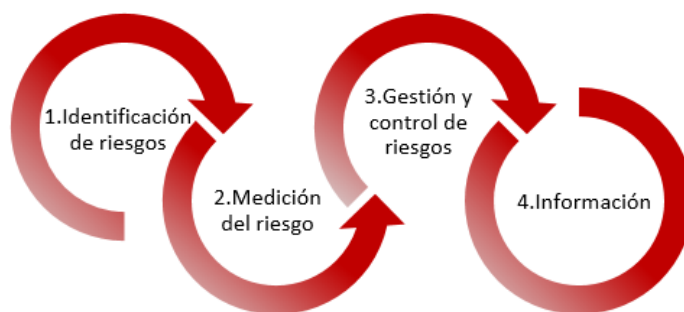 1.Identificación
de riesgos
2.Medición
del riesgo
3.Gestión y
control de
riesgos
4.Información